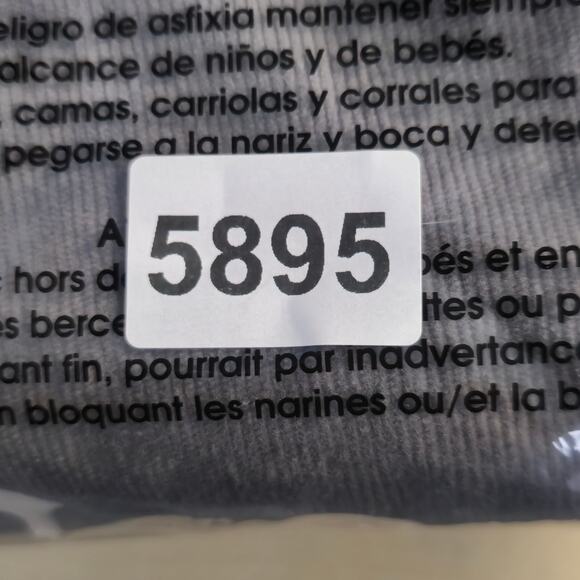 eligro de asfixia mantener siempre
alcance de niños y de bebés.
camas, carriolas y corrales para
pegarse a la nariz y boca y dete
A
5895
hors d
bés et en
s berce
ttes ou p
ant fin, pourrait par inadvertance
n bloquant les narines ou/et la b